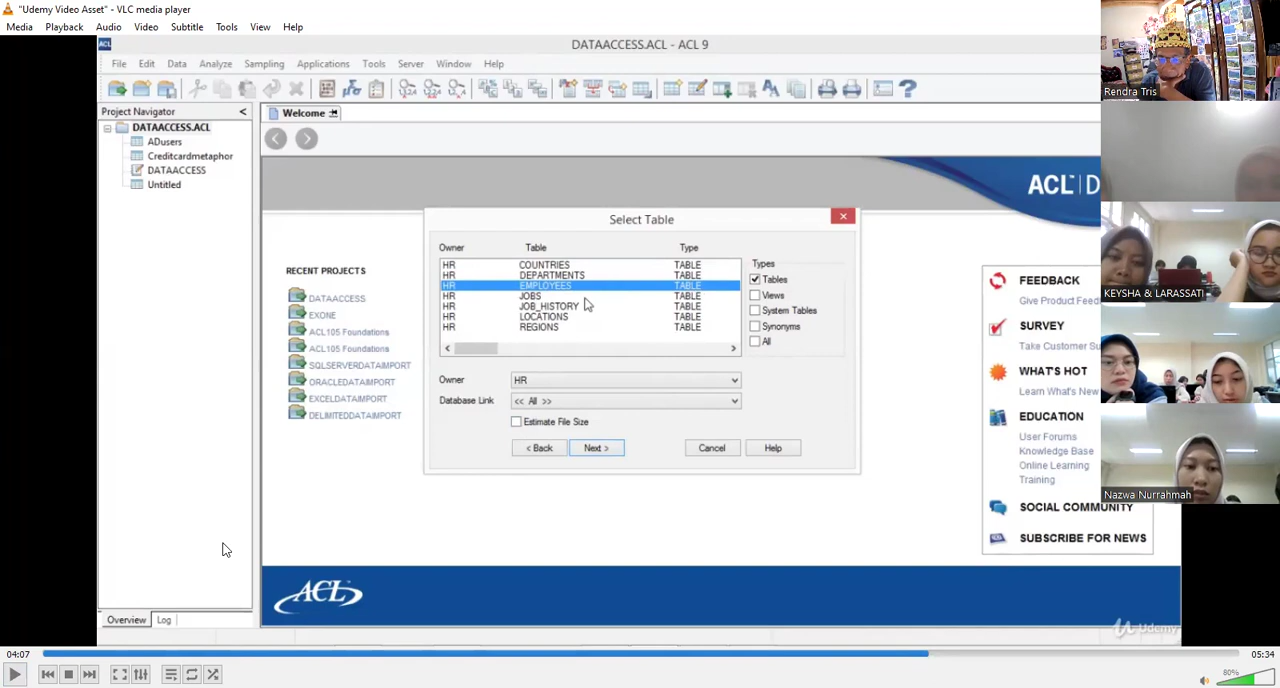 "Udemy Video Asset" - VLC media player
Media Playback Audio Video Subtitle Tools View Help
DATAACCESS.ACL - ACL 9
File Edit Data Analyze Sampling Applications Tools Server Window Help
Project Navigator
DATAACCESS.ACL
ADusers
Creditcardmetaphor
DATAACCESS
Untitled
Overview Log
Welcome
ACL™ D
RECENT PROJECTS
DATAACCESS
EXONE
ACL105 Foundations
ACL105 Foundations
SQLSERVERDATAIMPORT
ORACLEDATAIMPORT
EXCELDATAIMPORT
DELIMITEDDATAIMPORT
Select Table
Owner Table Type
HR COUNTRIES TABLE
HR DEPARTMENTS TABLE
HR EMPLOYEES TABLE
HR JOBS TABLE
HR JOB_HISTORY TABLE
HR LOCATIONS TABLE
HR REGIONS TABLE
Types
Tables
Views
System Tables
Synonyms
All
Owner HR
Database Link << All >>
Estimate File Size
< Back Next > Cancel Help
FEEDBACK
Give Product Feed
SURVEY
Take Customer Su
WHAT'S HOT
Learn What's New
EDUCATION
User Forums
Knowledge Base
Online Learning
Training
SOCIAL COMMUNITY
SUBSCRIBE FOR NEWS
ACL
Udemy
Rendra Tris
KEYSHA & LARASSATI
Nazwa Nurrahmah
04:07 05:34
80%